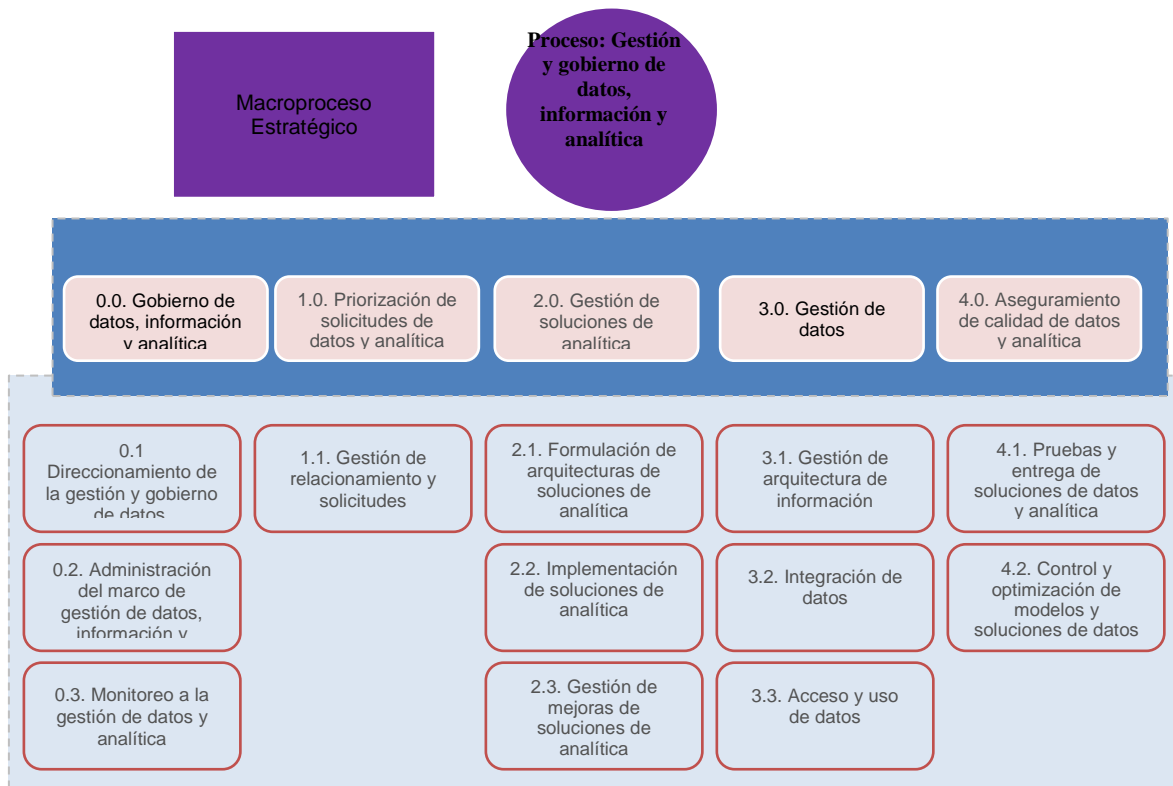 Macroproceso
Estratégico
Proceso: Gestión
y gobierno de
datos,
información y
analítica
0.0. Gobierno de
datos, información
y analítica
1.0. Priorización de
solicitudes de
datos y analítica
2.0. Gestión de
soluciones de
analítica
3.0. Gestión de
datos
4.0. Aseguramiento
de calidad de datos
y analítica
0.1
Direccionamiento de
la gestión y gobierno
de datos
0.2. Administración
del marco de
gestión de datos,
información y
0.3. Monitoreo a la
gestión de datos y
analítica
1.1. Gestión de
relacionamiento y
solicitudes
2.1. Formulación de
arquitecturas de
soluciones de
analítica
2.2. Implementación
de soluciones de
analítica
2.3. Gestión de
mejoras de
soluciones de
analítica
3.1. Gestión de
arquitectura de
información
3.2. Integración de
datos
3.3. Acceso y uso
de datos
4.1. Pruebas y
entrega de
soluciones de datos
y analítica
4.2. Control y
optimización de
modelos y
soluciones de datos